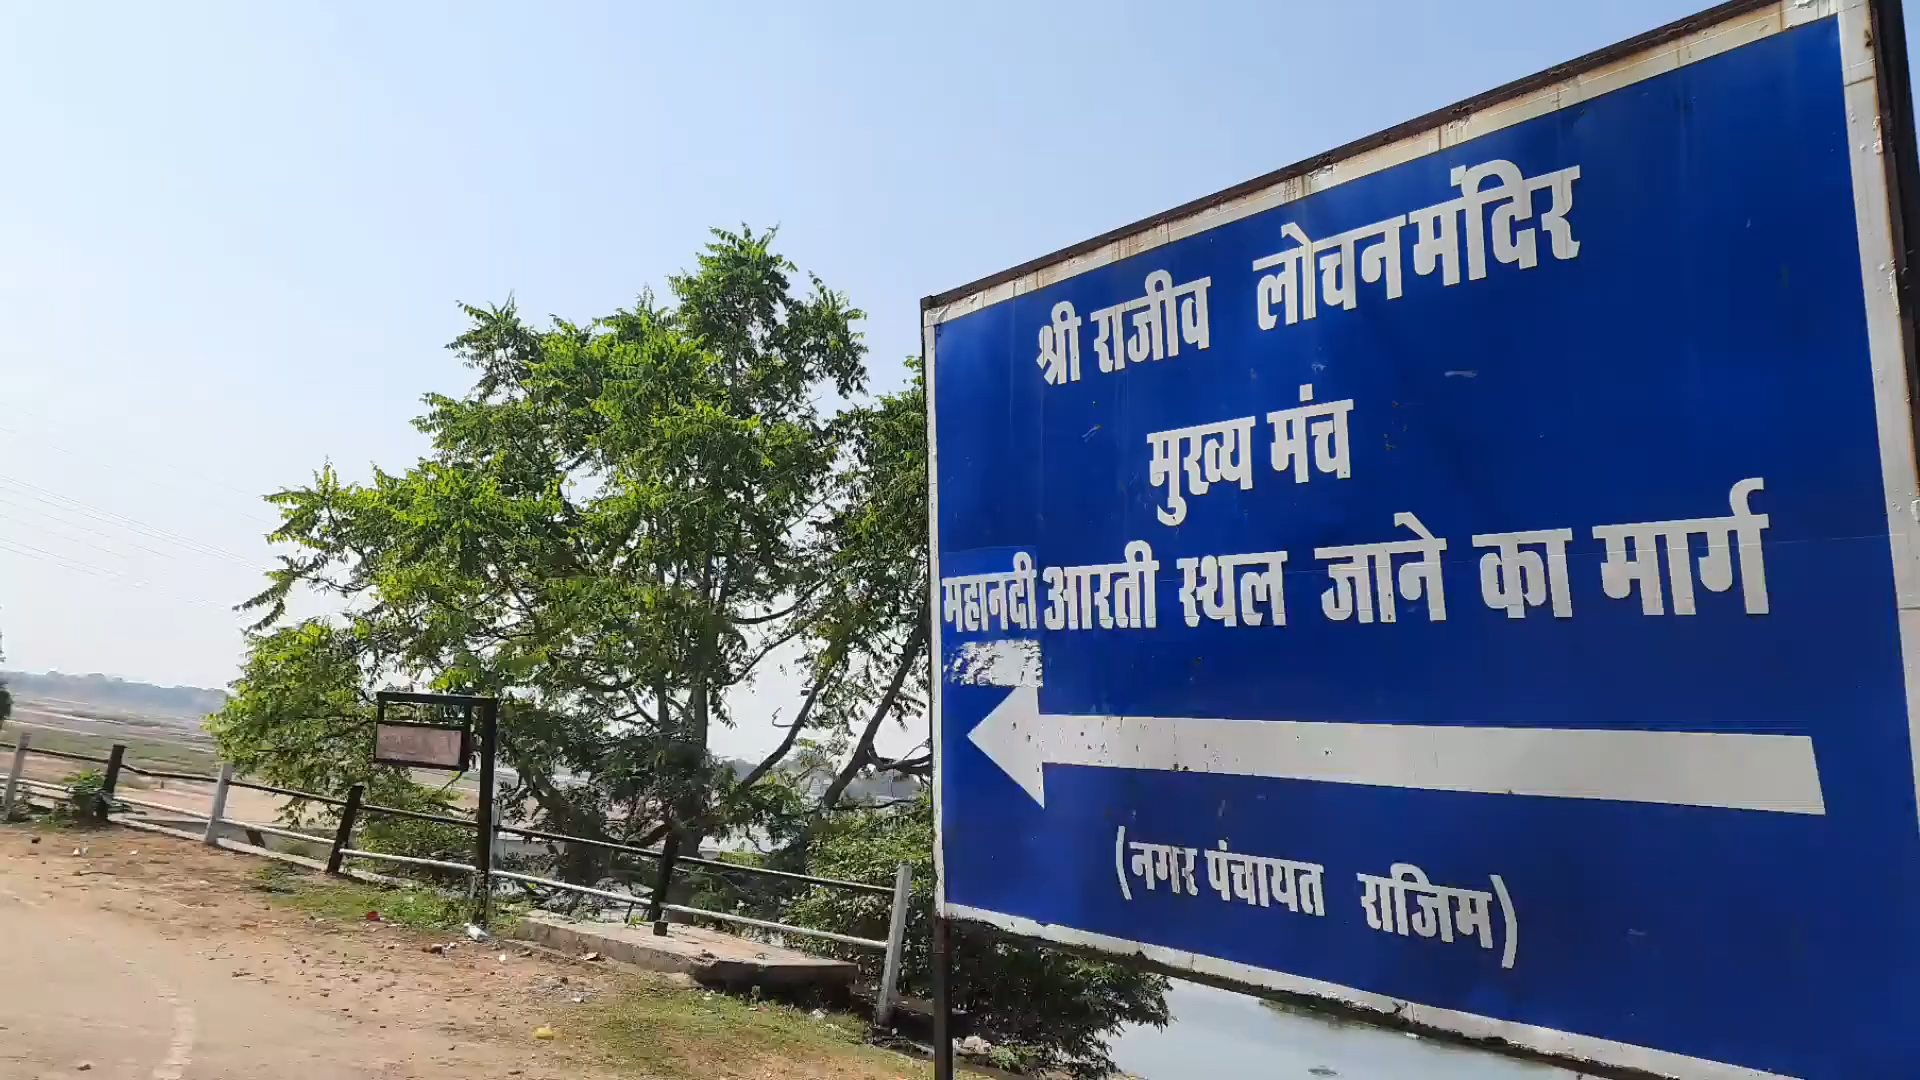 श्री राजीव लोचन मंदिर
मुख्य मंच
महानदी आरती स्थल जाने का मार्ग
(नगर पंचायत राजिम)